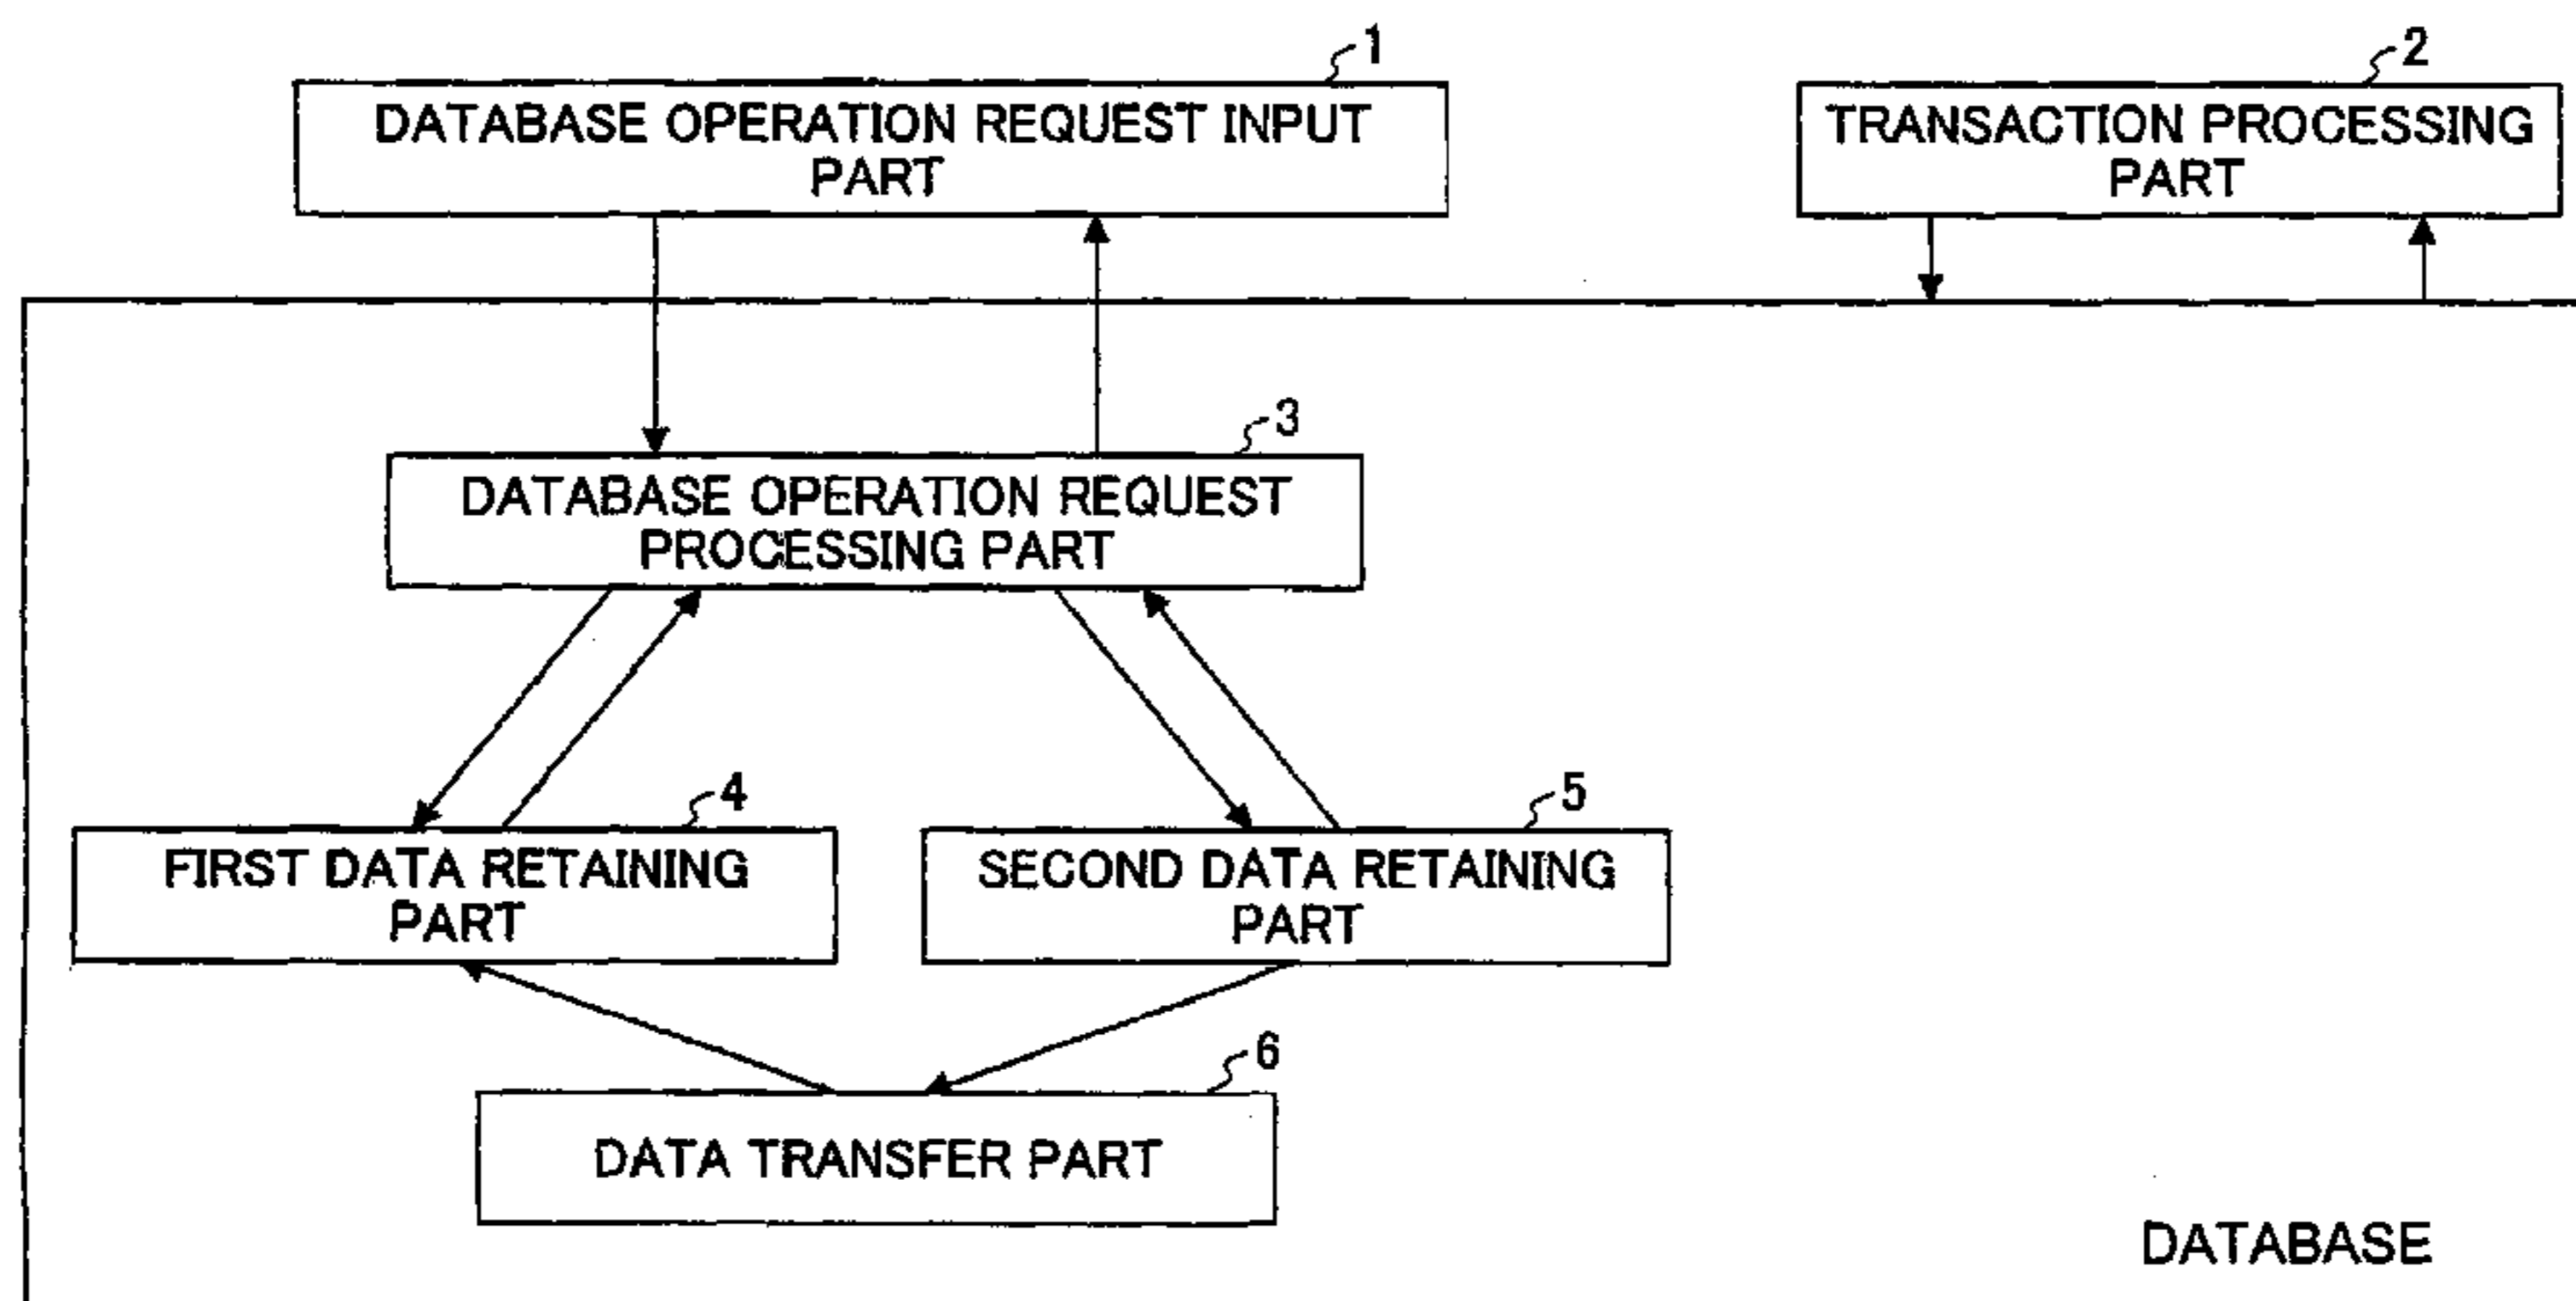 1
DATABASE OPERATION REQUEST INPUT
PART
2
TRANSACTION PROCESSING
PART
3
DATABASE OPERATION REQUEST
PROCESSING PART
4
FIRST DATA RETAINING
PART
5
SECOND DATA RETAINING
PART
6
DATA TRANSFER PART
DATABASE